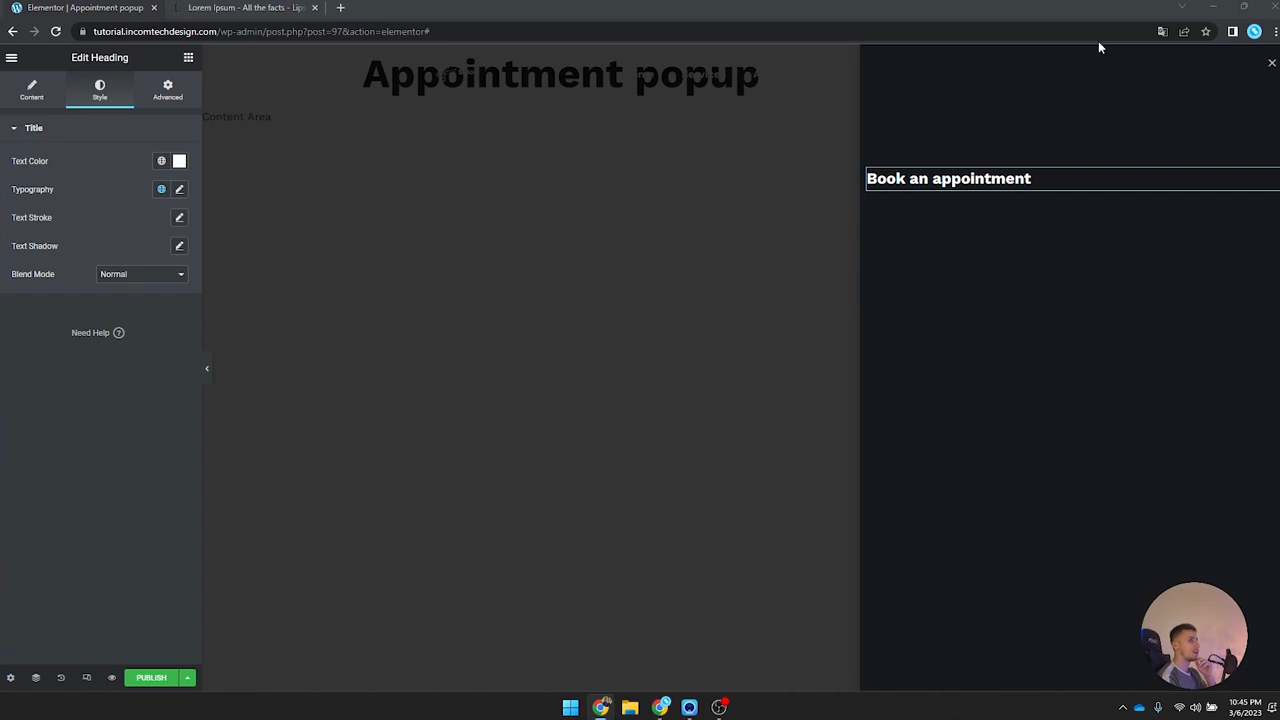 Elementor | Appointment popup
Lorem Ipsum - All the facts - Lips
tutorial.incomtechdesign.com/wp-admin/post.php?post=97&action=elementor#
Edit Heading
Content
Style
Advanced
Title
Text Color
Typography
Text Stroke
Text Shadow
Blend Mode
Normal
Need Help
PUBLISH
Appointment popup
Content Area
Book an appointment
10:45 PM
3/6/2023